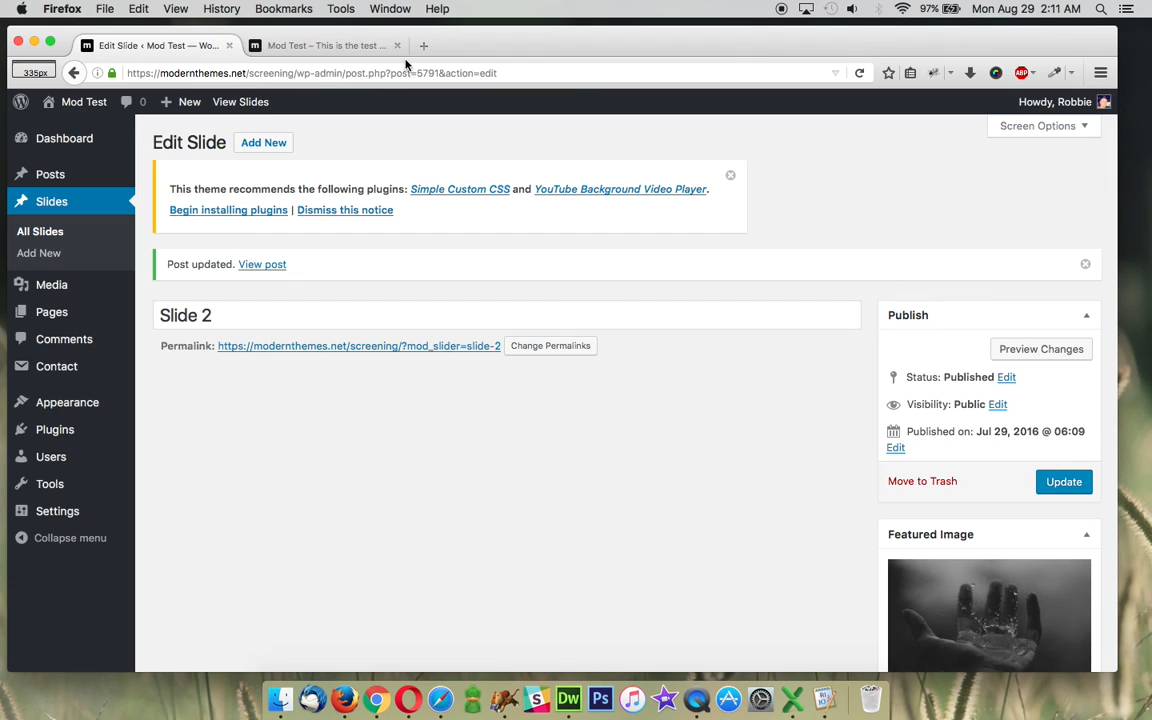 Firefox File Edit View History Bookmarks Tools Window Help 97% Mon Aug 29 2:11 AM
Edit Slide ‹ Mod Test — Wo... Mod Test – This is the test ...
335px https://modernthemes.net/screening/wp-admin/post.php?post=5791&action=edit ABP
Mod Test 0 New View Slides Howdy, Robbie
Screen Options
Dashboard
Posts
Slides
All Slides
Add New
Media
Pages
Comments
Contact
Appearance
Plugins
Users
Tools
Settings
Collapse menu
Edit Slide Add New
This theme recommends the following plugins: Simple Custom CSS and YouTube Background Video Player.
Begin installing plugins | Dismiss this notice
Post updated. View post
Slide 2
Permalink: https://modernthemes.net/screening/?mod_slider=slide-2 Change Permalinks
Publish
Preview Changes
Status: Published Edit
Visibility: Public Edit
Published on: Jul 29, 2016 @ 06:09
Edit
Move to Trash Update
Featured Image
Dw Ps